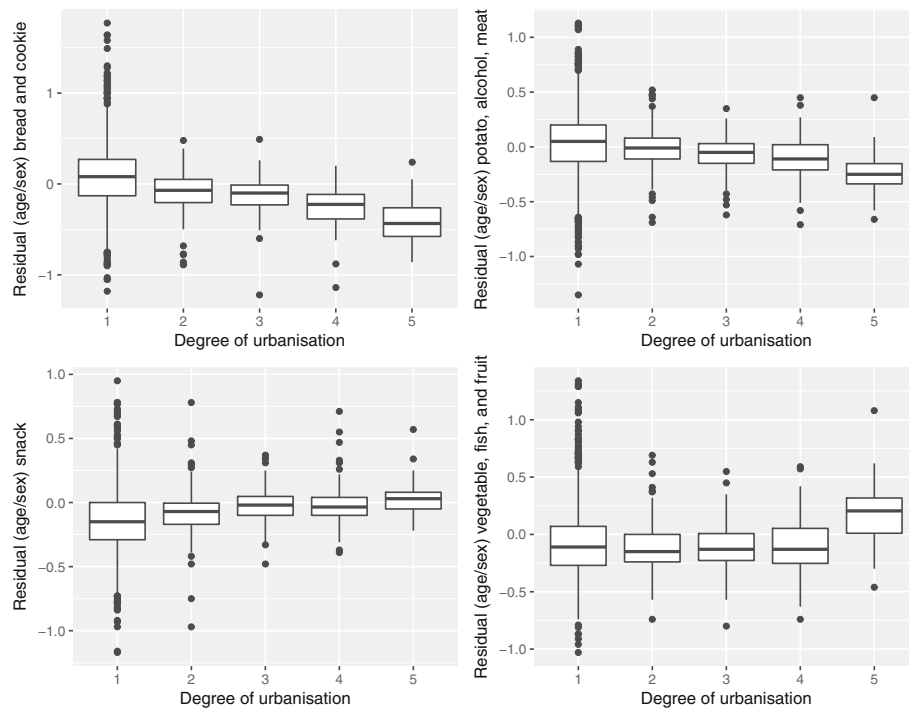 Residual (age/sex) bread and cookie
1
0
−1
1 2 3 4 5
Degree of urbanisation
Residual (age/sex) potato, alcohol, meat
1.0
0.5
0.0
−0.5
−1.0
1 2 3 4 5
Degree of urbanisation
Residual (age/sex) snack
1.0
0.5
0.0
−0.5
−1.0
1 2 3 4 5
Degree of urbanisation
Residual (age/sex) vegetable, fish, and fruit
1.0
0.5
0.0
−0.5
−1.0
1 2 3 4 5
Degree of urbanisation